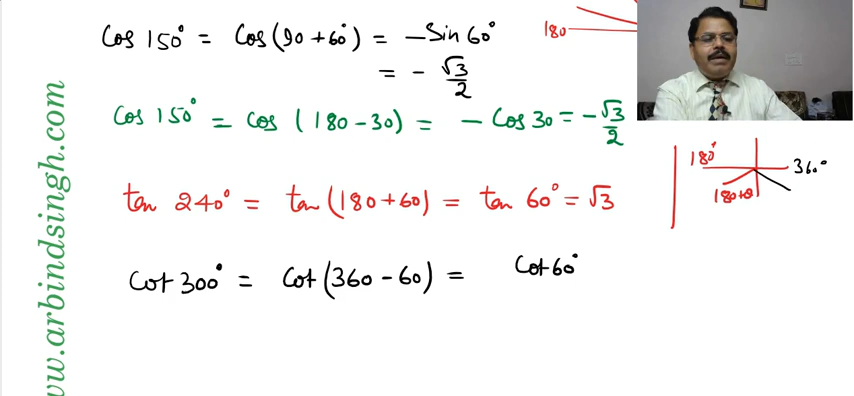 Cos 150° = Cos(90+60°) = -Sin 60°
= - √3/2
180
Cos 150° = Cos (180-30) = - Cos 30 = -√3/2
180° 360°
180+θ
tan 240° = tan(180+60) = tan 60° = √3
Cot 300° = Cot(360-60) = Cot 60°
ww.arbindsingh.com